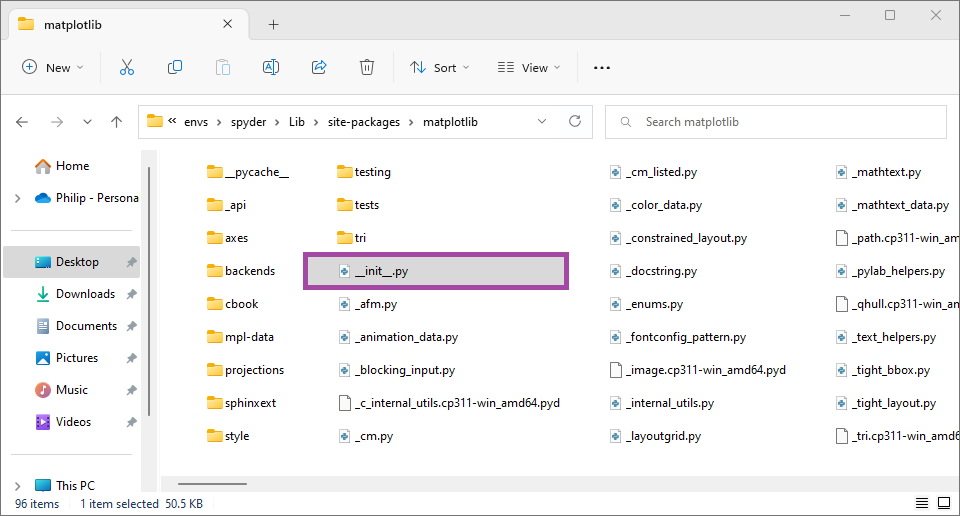 matplotlib
New
Sort
View
envs
spyder
Lib
site-packages
matplotlib
Search matplotlib
Home
Philip - Persona
Desktop
Downloads
Documents
Pictures
Music
Videos
This PC
__pycache__
_api
axes
backends
cbook
mpl-data
projections
sphinxext
style
testing
tests
tri
__init__.py
_afm.py
_animation_data.py
_blocking_input.py
_c_internal_utils.cp311-win_amd64.pyd
_cm.py
_cm_listed.py
_color_data.py
_constrained_layout.py
_docstring.py
_enums.py
_fontconfig_pattern.py
_image.cp311-win_amd64.pyd
_internal_utils.py
_layoutgrid.py
_mathtext.py
_mathtext_data.py
_path.cp311-win_amd
_pylab_helpers.py
_qhull.cp311-win_am
_text_helpers.py
_tight_bbox.py
_tight_layout.py
_tri.cp311-win_amd6
96 items
1 item selected 50.5 KB